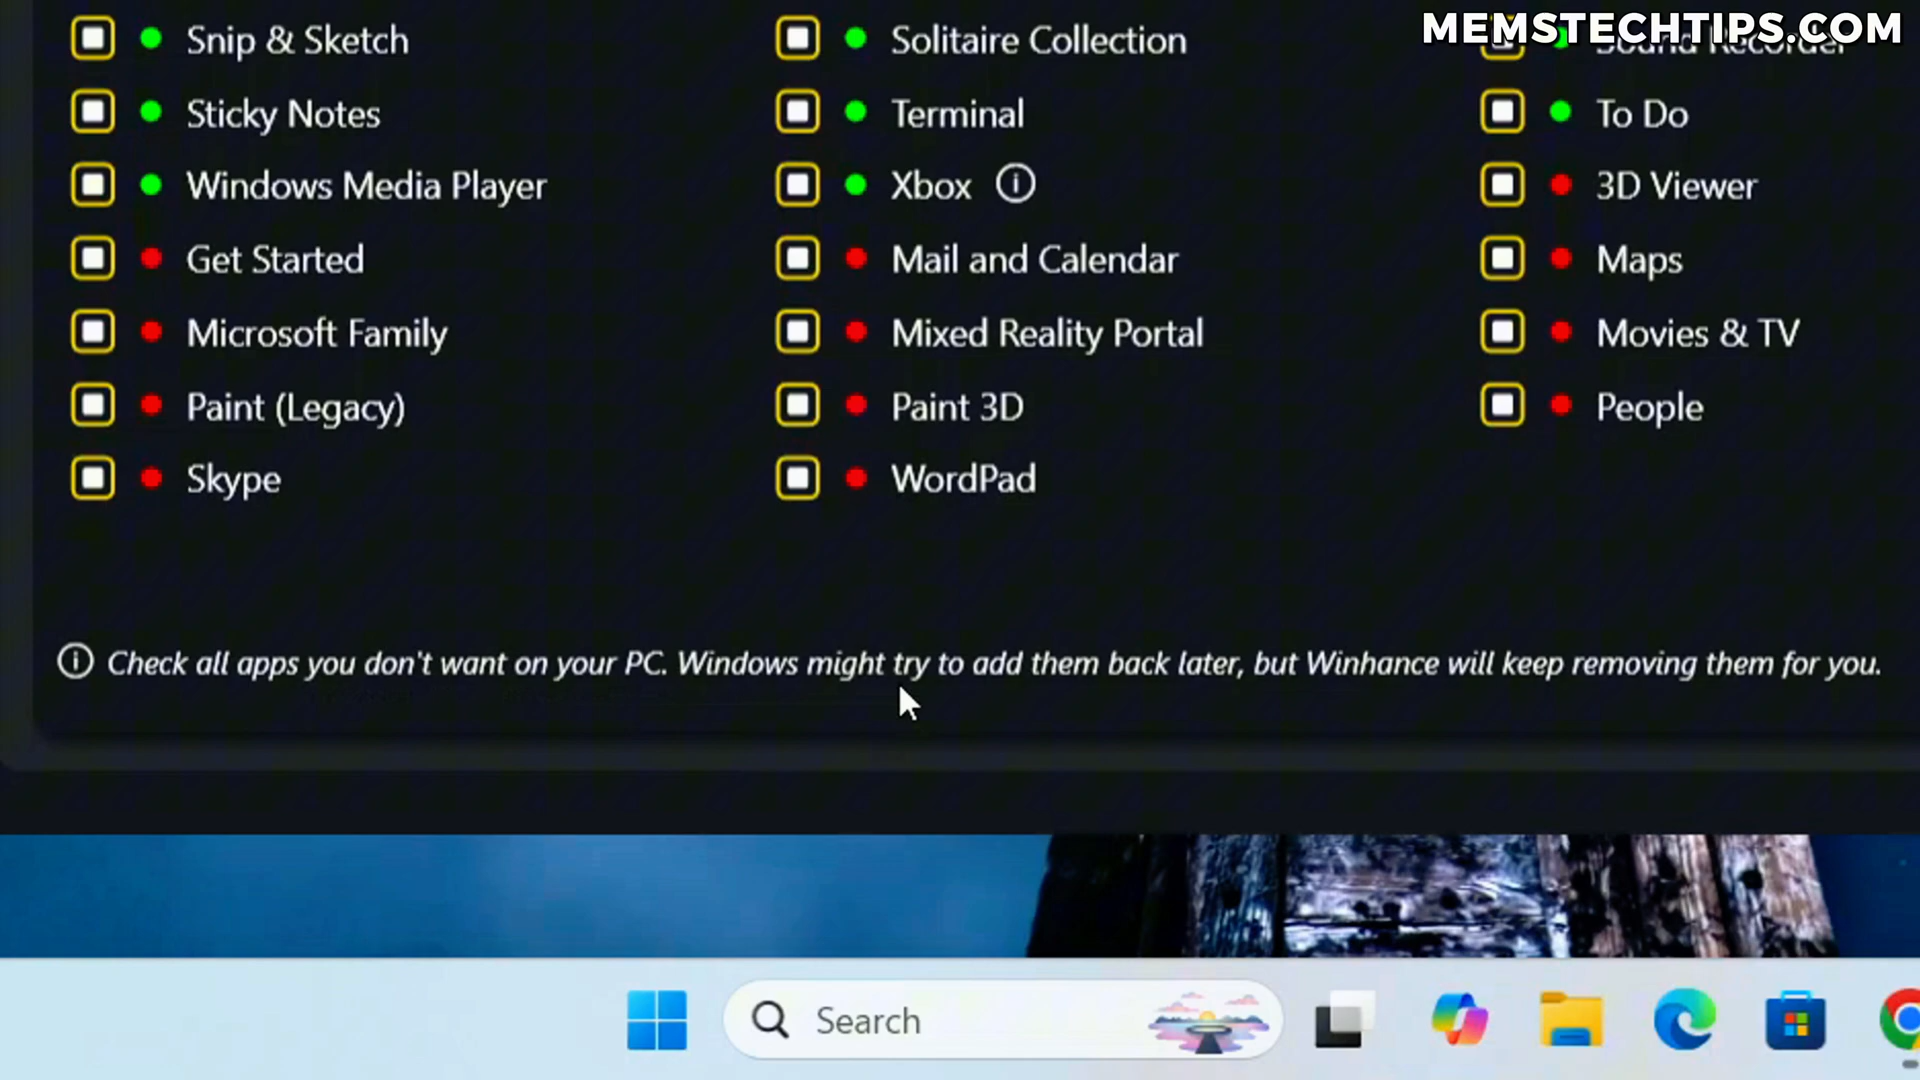 MEMSTECHTIPS.COM
Snip & Sketch
Solitaire Collection
Sound Recorder
Sticky Notes
Terminal
To Do
Windows Media Player
Xbox
3D Viewer
Get Started
Mail and Calendar
Maps
Microsoft Family
Mixed Reality Portal
Movies & TV
Paint (Legacy)
Paint 3D
People
Skype
WordPad
Check all apps you don't want on your PC. Windows might try to add them back later, but Winhance will keep removing them for you.
Search